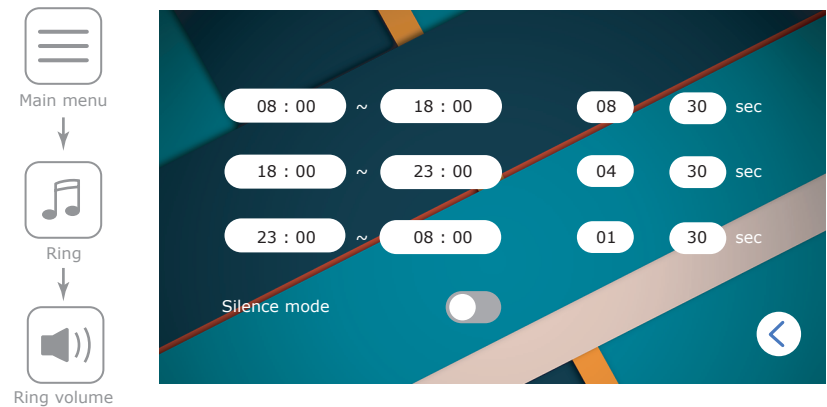 Main menu
Ring
Ring volume
08 : 00 ~ 18 : 00 08 30 sec
18 : 00 ~ 23 : 00 04 30 sec
23 : 00 ~ 08 : 00 01 30 sec
Silence mode